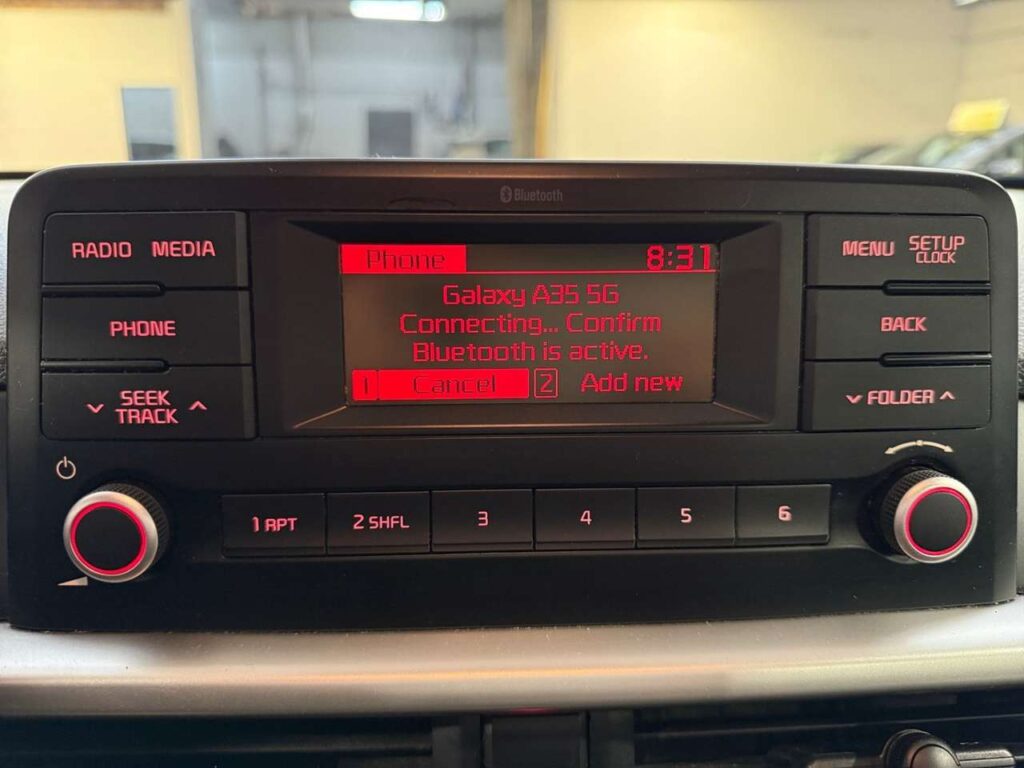 Bluetooth
RADIO MEDIA
PHONE
SEEK
TRACK
Phone 8:31
Galaxy A35 5G
Connecting... Confirm
Bluetooth is active.
1 Cancel 2 Add new
MENU SETUP
CLOCK
BACK
FOLDER
1 RPT 2 SHFL 3 4 5 6